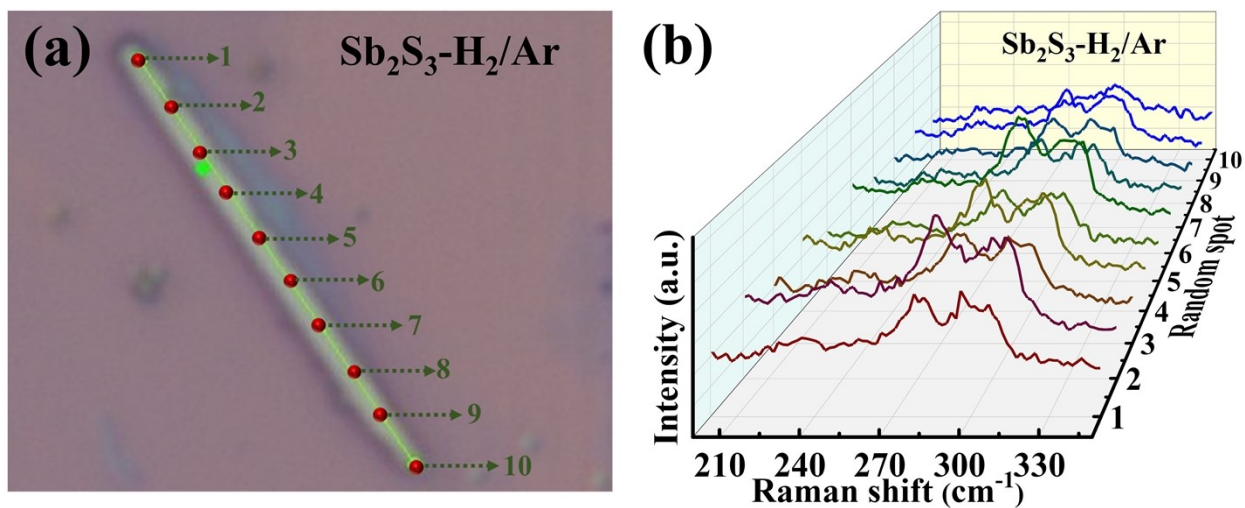 (a)
Sb₂S₃-H₂/Ar
1
2
3
4
5
6
7
8
9
10
(b)
Sb₂S₃-H₂/Ar
Intensity (a.u.)
10
9
8
7
6
5
4
3
2
1
Random spot
210 240 270 300 330
Raman shift (cm⁻¹)